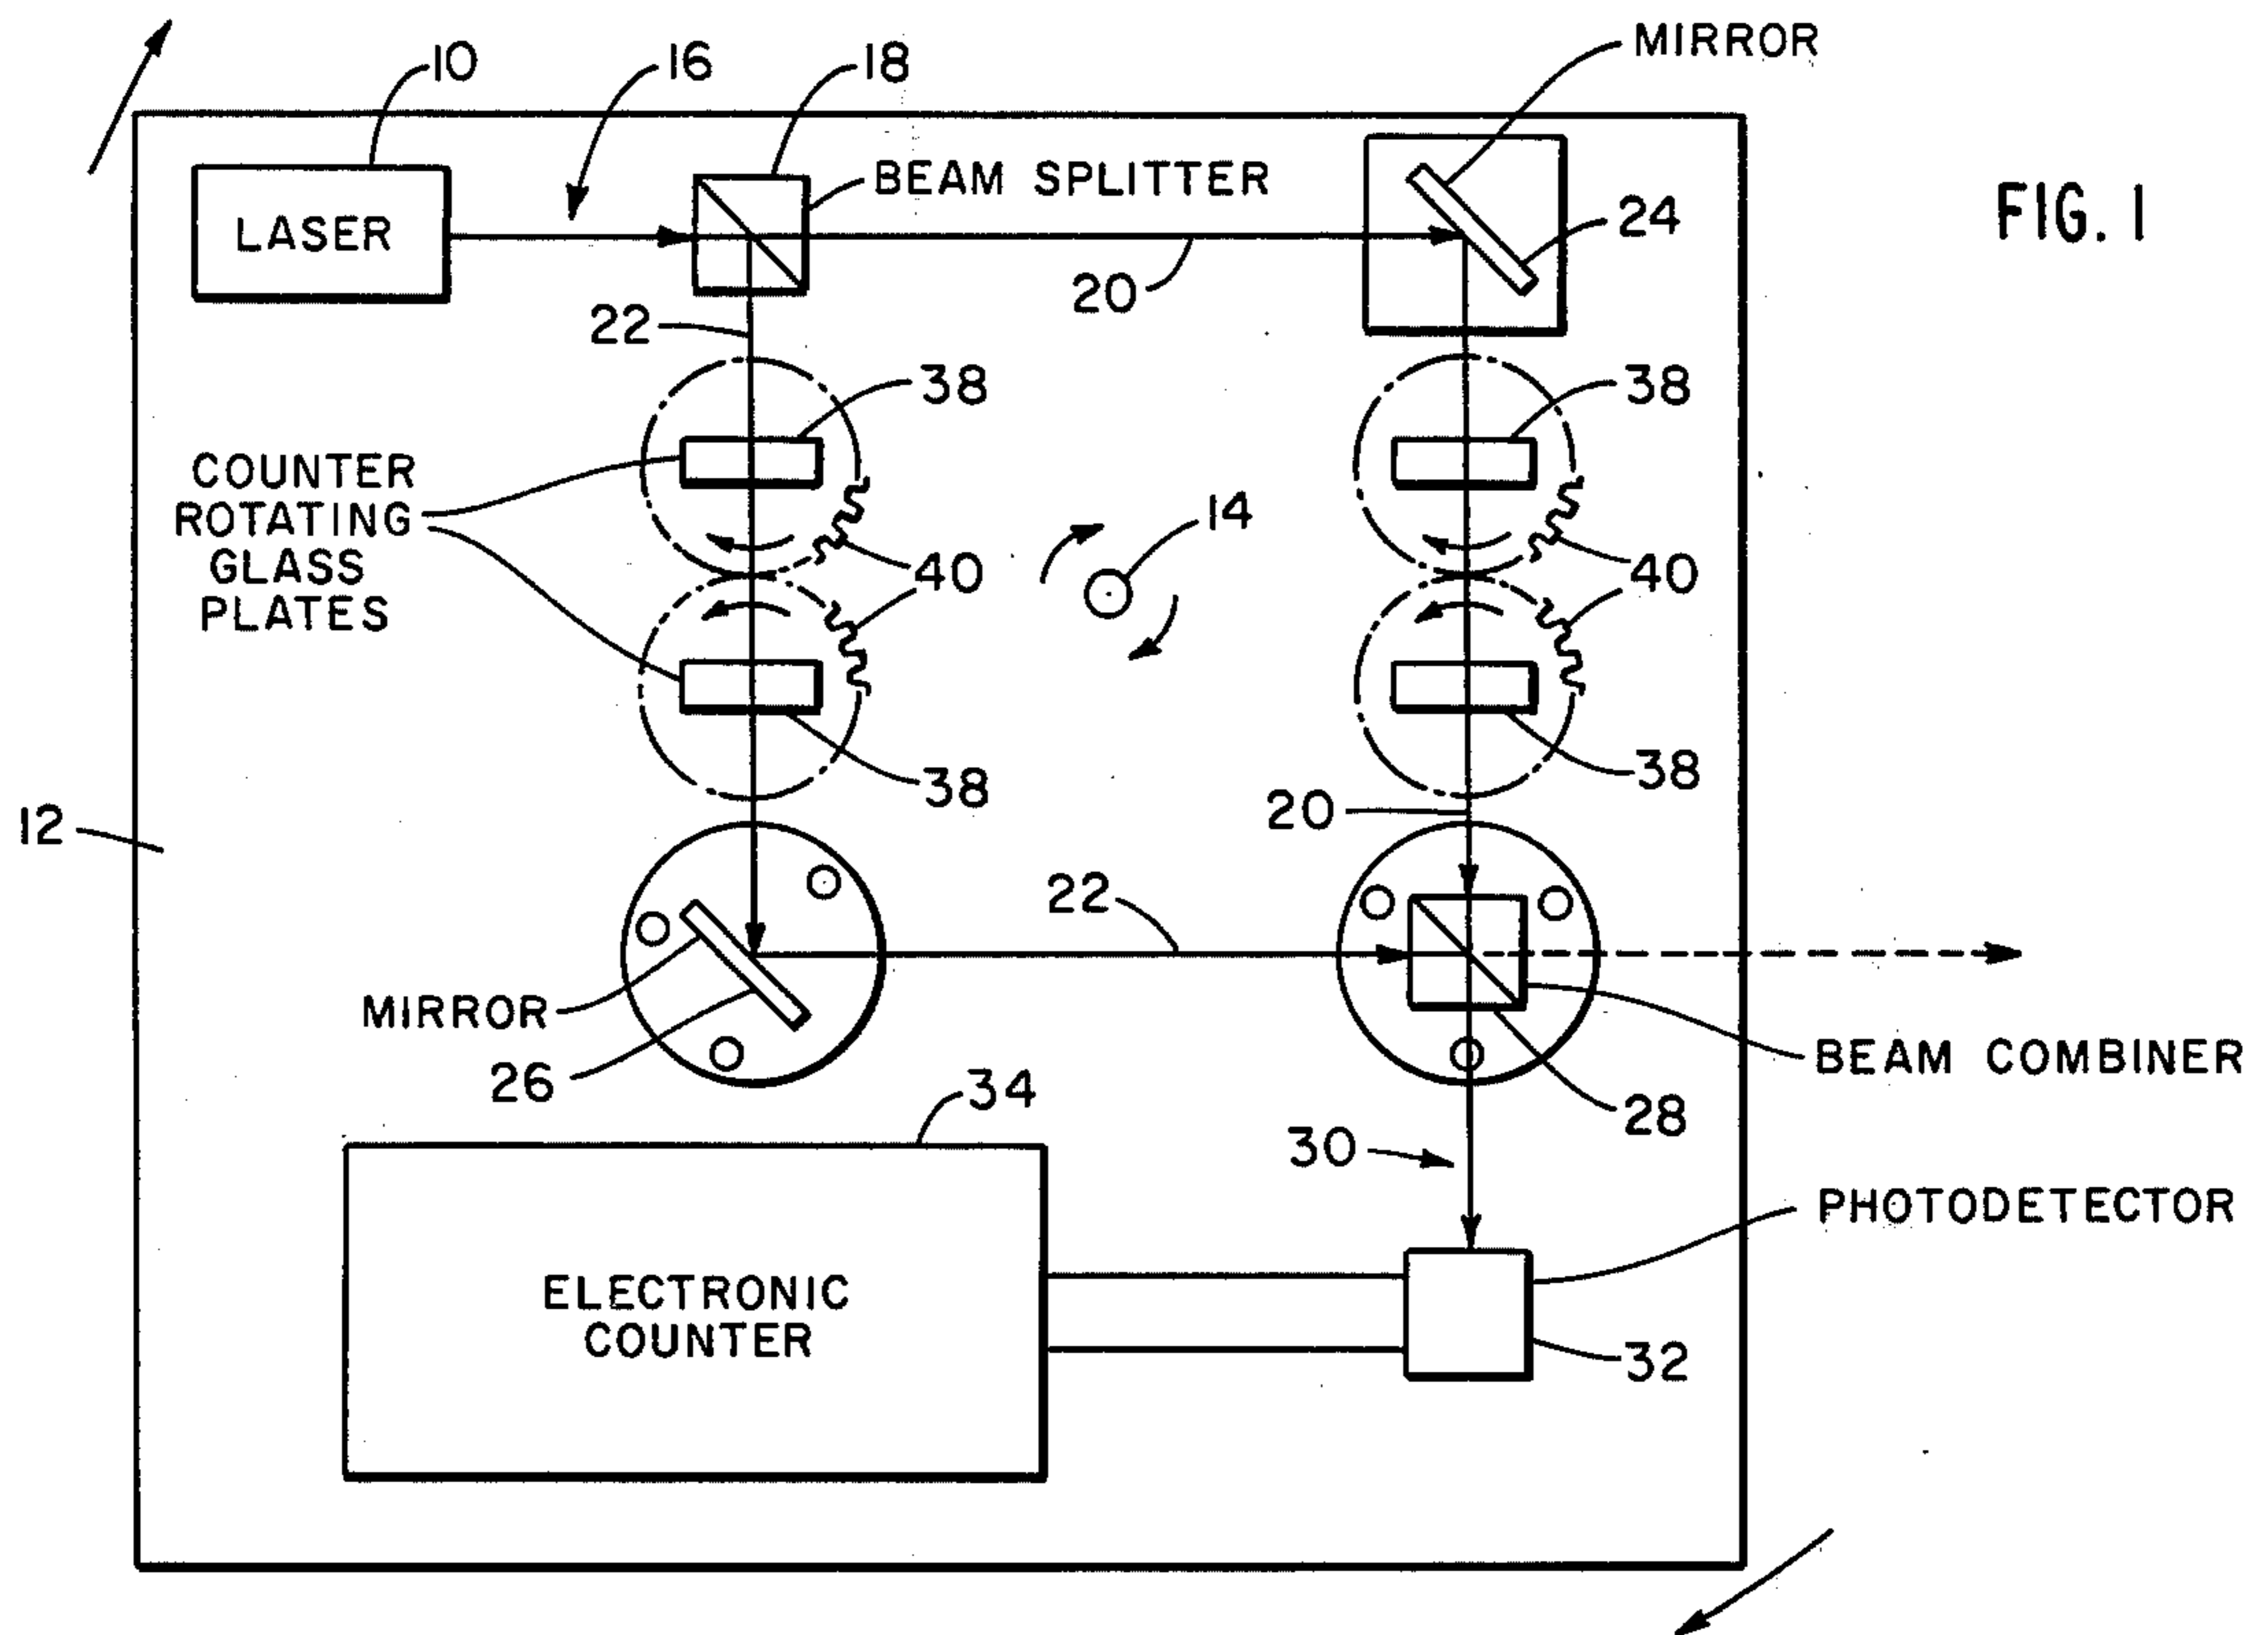 MIRROR
10
16
18
BEAM SPLITTER
FIG. 1
LASER
24
20
22
38
38
COUNTER
ROTATING
GLASS
PLATES
14
40
40
38
38
12
20
22
MIRROR
26
BEAM COMBINER
34
28
30
PHOTODETECTOR
ELECTRONIC
COUNTER
32